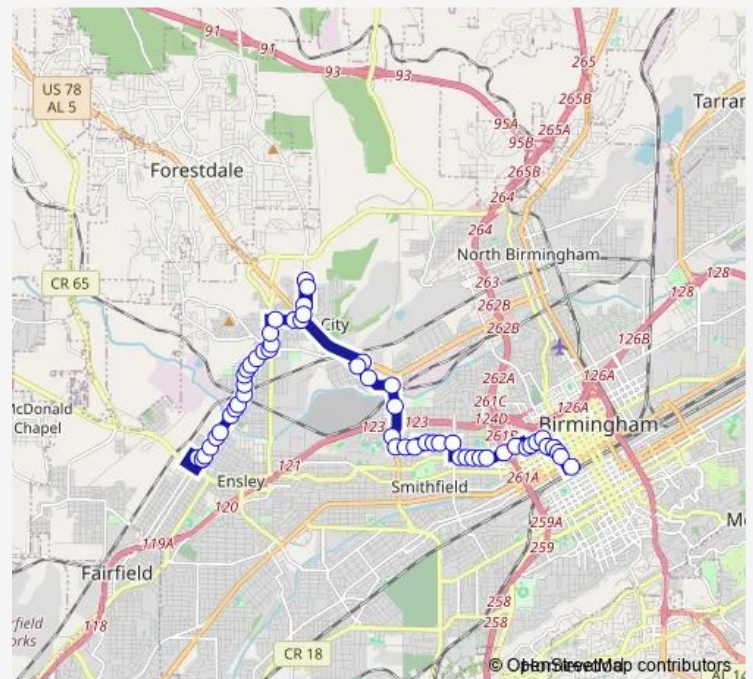 91
91
93
93
265
265B
US 78
AL 5
Tarrar
95A
265A
95B
265B
Forestdale
264
264
North Birmingham
CR 65
263
128
128
262B
262B
City
126B
262A
126A
261C
126A
McDonald
Chapel
123
123
124D
Birmingham
121
Ensley
Smithfield
261A
120
259A
119A
259
Fairfield
118
258
258
CR 18
© OpenStreetMap contributors